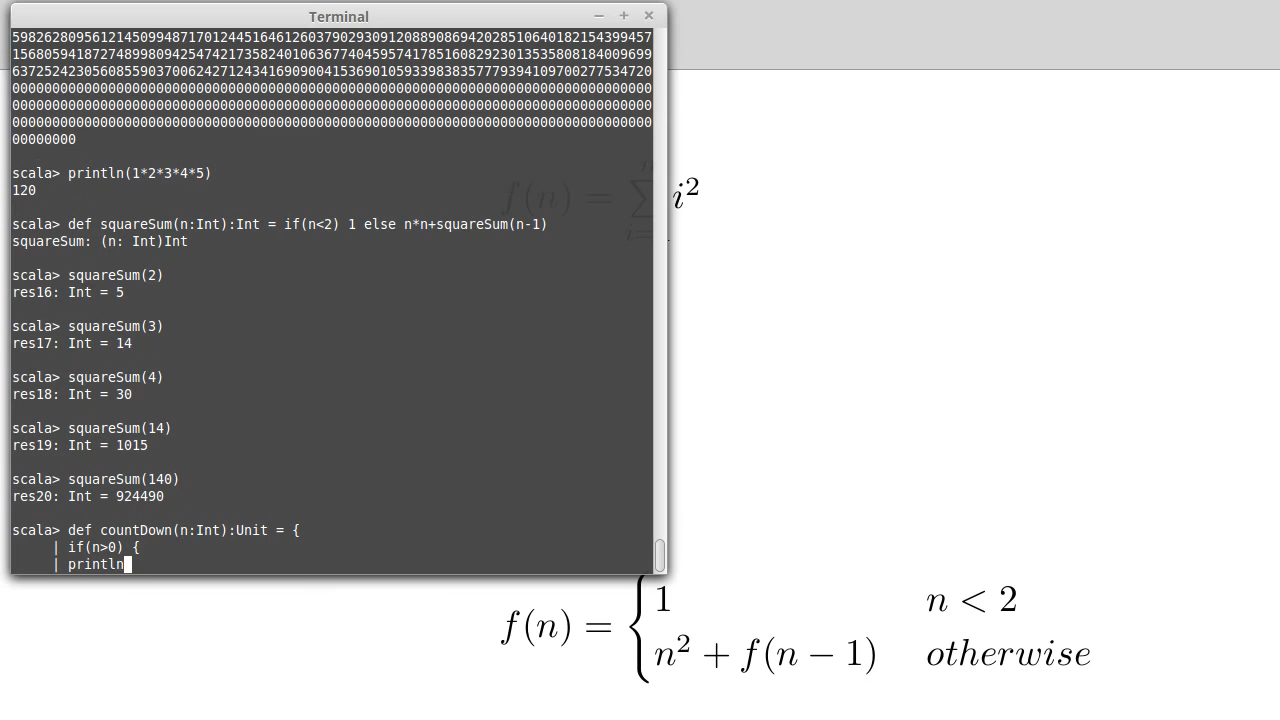 Terminal
59826280956121450994871701244516461260379029309120889086942028510640182154399457
15680594187274899809425474217358240106367740459574178516082923013535808184009699
63725242305608559037006242712434169090041536901059339838357779394109700277534720
00000000000000000000000000000000000000000000000000000000000000000000000000000000
00000000000000000000000000000000000000000000000000000000000000000000000000000000
00000000000000000000000000000000000000000000000000000000000000000000000000000000
00000000
scala> println(1*2*3*4*5)
120
scala> def squareSum(n:Int):Int = if(n<2) 1 else n*n+squareSum(n-1)
squareSum: (n: Int)Int
scala> squareSum(2)
res16: Int = 5
scala> squareSum(3)
res17: Int = 14
scala> squareSum(4)
res18: Int = 30
scala> squareSum(14)
res19: Int = 1015
scala> squareSum(140)
res20: Int = 924490
scala> def countDown(n:Int):Unit = {
| if(n>0) {
| println
f(n) = ∑ i²
f(n) = { 1 n < 2
n² + f(n − 1) otherwise